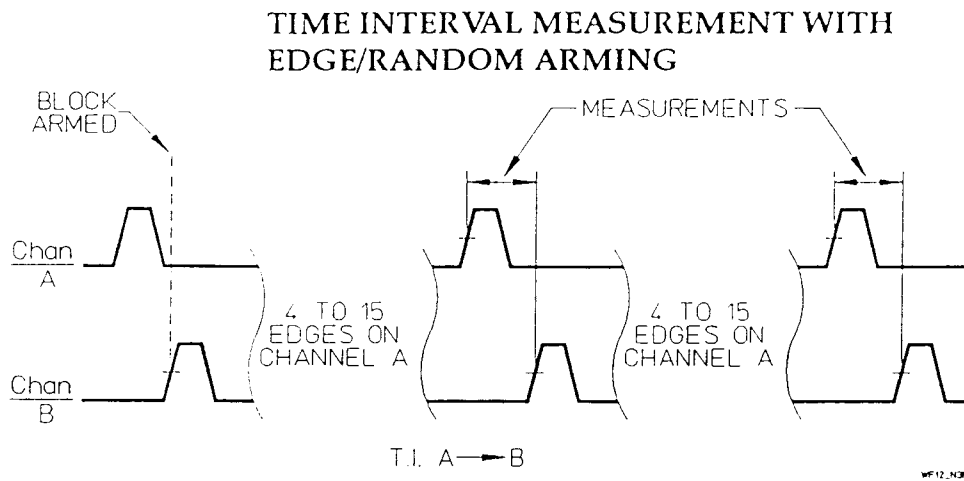 TIME INTERVAL MEASUREMENT WITH
EDGE/RANDOM ARMING
BLOCK
ARMED
MEASUREMENTS
Chan
A
4 TO 15
EDGES ON
CHANNEL A
4 TO 15
EDGES ON
CHANNEL A
Chan
B
T.I. A B